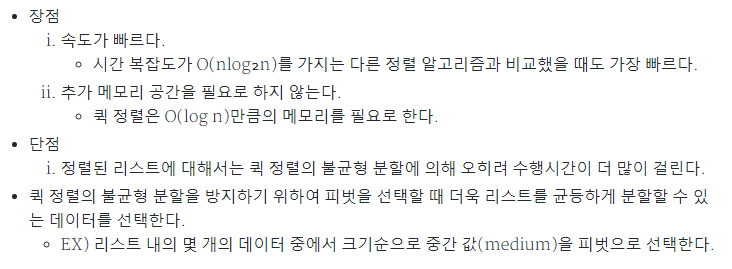 • 장점
i. 속도가 빠르다.
◦ 시간 복잡도가 O(nlog₂n)를 가지는 다른 정렬 알고리즘과 비교했을 때도 가장 빠르다.
ii. 추가 메모리 공간을 필요로 하지 않는다.
◦ 퀵 정렬은 O(log n)만큼의 메모리를 필요로 한다.
• 단점
i. 정렬된 리스트에 대해서는 퀵 정렬의 불균형 분할에 의해 오히려 수행시간이 더 많이 걸린다.
• 퀵 정렬의 불균형 분할을 방지하기 위하여 피벗을 선택할 때 더욱 리스트를 균등하게 분할할 수 있
는 데이터를 선택한다.
◦ EX) 리스트 내의 몇 개의 데이터 중에서 크기순으로 중간 값(medium)을 피벗으로 선택한다.